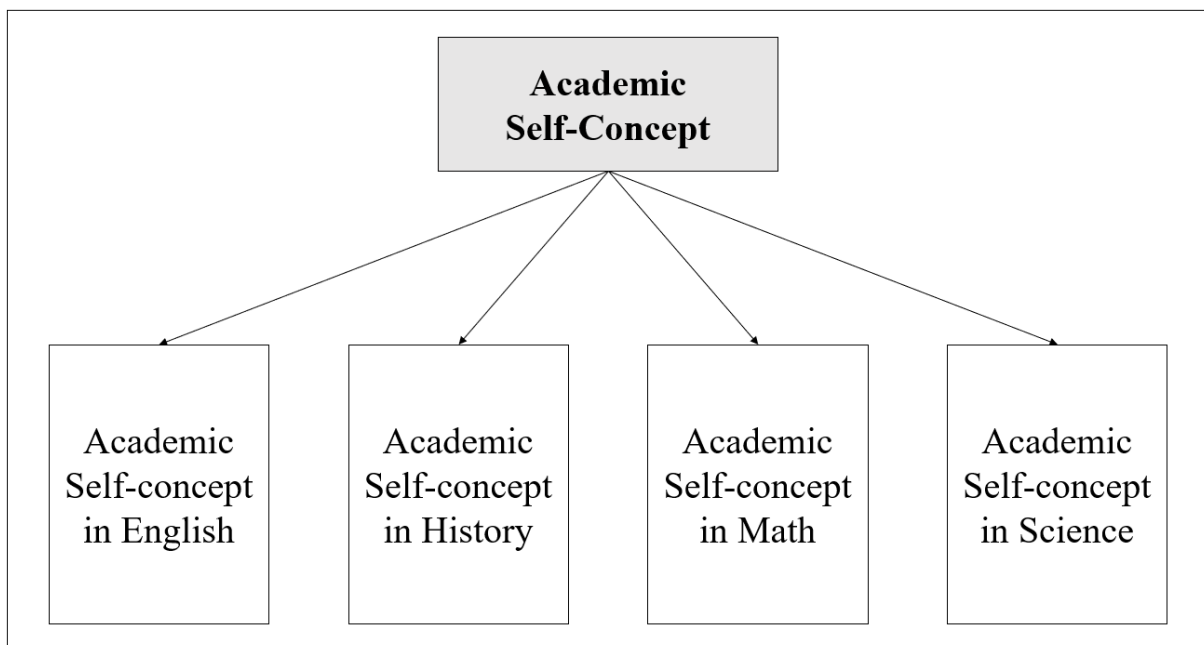 Academic
Self-Concept
Academic
Self-concept
in English
Academic
Self-concept
in History
Academic
Self-concept
in Math
Academic
Self-concept
in Science